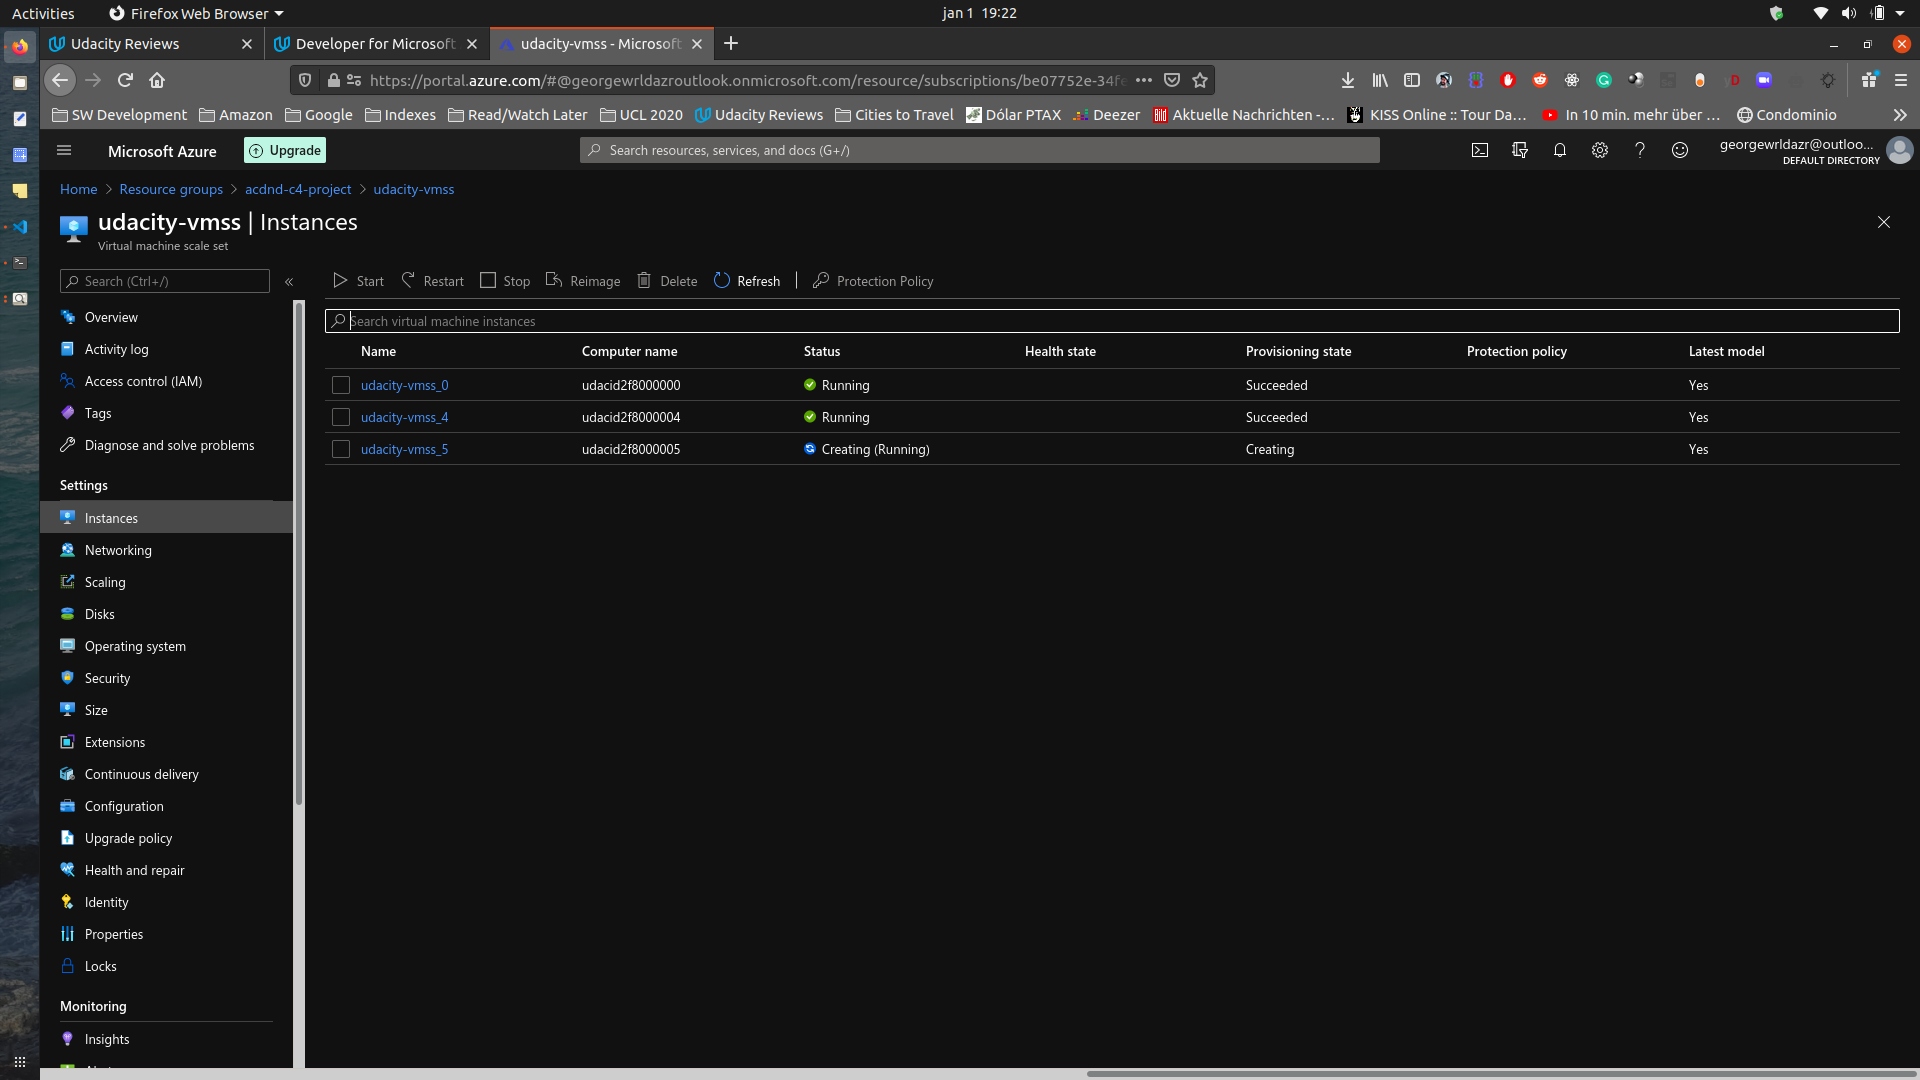 Activities Firefox Web Browser jan 1 19:22
Udacity Reviews Developer for Microsoft udacity-vmss - Microsoft
https://portal.azure.com/#@georgewrldazroutlook.onmicrosoft.com/resource/subscriptions/be07752e-34fe
SW Development Amazon Google Indexes Read/Watch Later UCL 2020 Udacity Reviews Cities to Travel Dólar PTAX Deezer Aktuelle Nachrichten -... KISS Online :: Tour Da... In 10 min. mehr über ... Condominio
Microsoft Azure Upgrade Search resources, services, and docs (G+/) georgewrldazr@outloo...
DEFAULT DIRECTORY
Home > Resource groups > acdnd-c4-project > udacity-vmss
udacity-vmss | Instances
Virtual machine scale set
Search (Ctrl+/) « Start Restart Stop Reimage Delete Refresh Protection Policy
Overview
Activity log
Access control (IAM)
Tags
Diagnose and solve problems
Settings
Instances
Networking
Scaling
Disks
Operating system
Security
Size
Extensions
Continuous delivery
Configuration
Upgrade policy
Health and repair
Identity
Properties
Locks
Monitoring
Insights
Search virtual machine instances
Name Computer name Status Health state Provisioning state Protection policy Latest model
udacity-vmss_0 udacid2f8000000 Running Succeeded Yes
udacity-vmss_4 udacid2f8000004 Running Succeeded Yes
udacity-vmss_5 udacid2f8000005 Creating (Running) Creating Yes